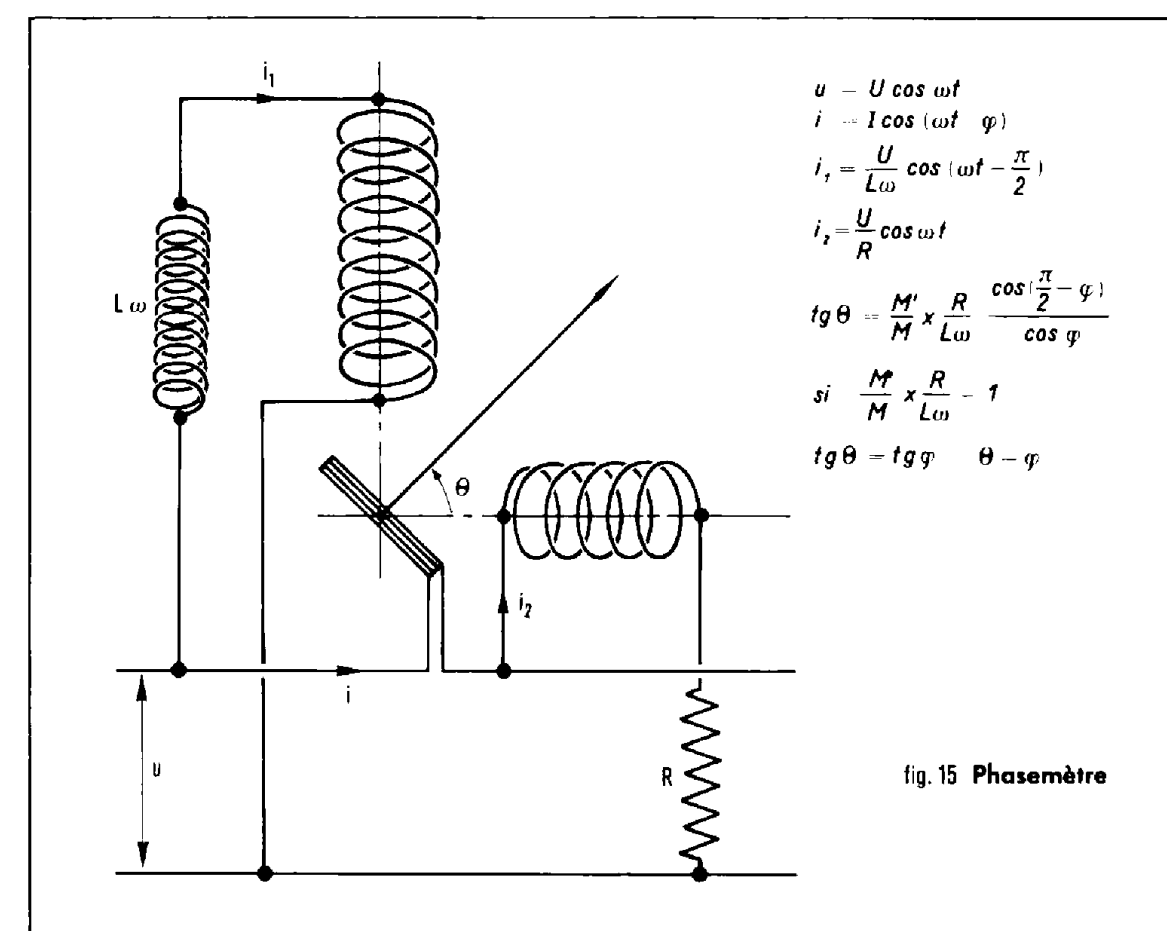 i₁
Lω
Θ
i₂
i
u
R
u – U cos ωt
i = I cos (ωt φ)
i₁ = U/Lω cos (ωt – π/2)
i₂ = U/R cos ωt
tg Θ = M'/M x R/Lω cos(π/2 – φ)/cos φ
si M'/M x R/Lω – 1
tg Θ = tg φ Θ – φ
fig. 15 Phasemètre